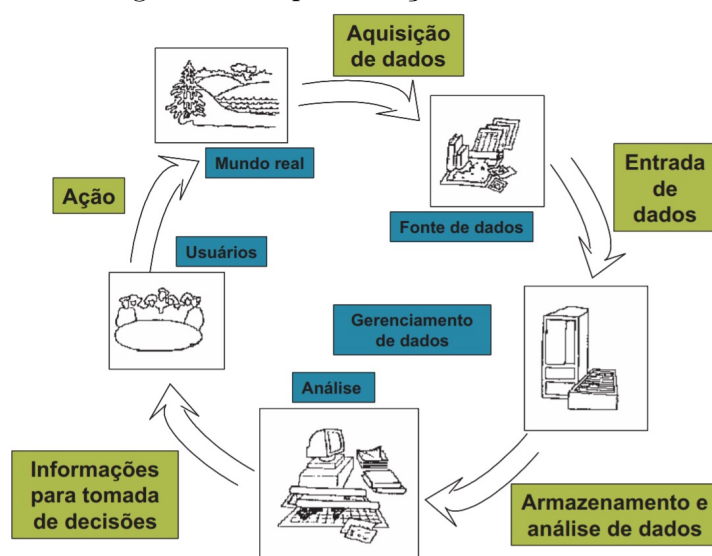 Aquisição
de dados
Mundo real
Entrada
de
dados
Fonte de dados
Ação
Usuários
Gerenciamento
de dados
Análise
Informações
para tomada
de decisões
Armazenamento e
análise de dados